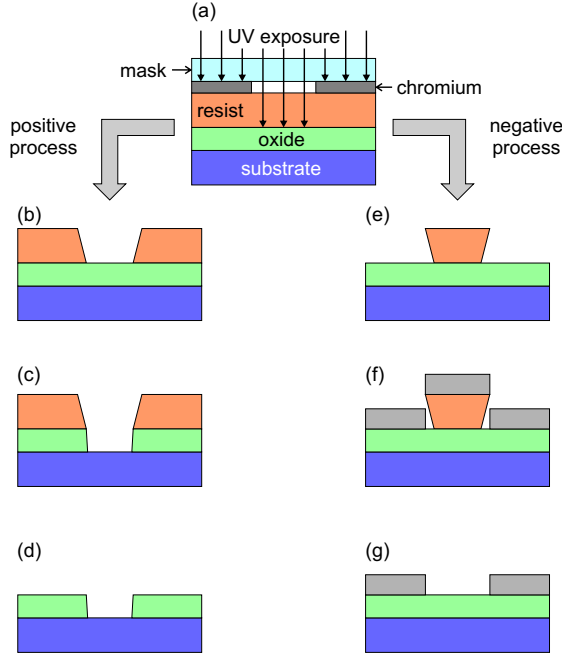 (a)
UV exposure
mask
chromium
resist
positive
process
negative
process
oxide
substrate
(b)
(e)
(c)
(f)
(d)
(g)